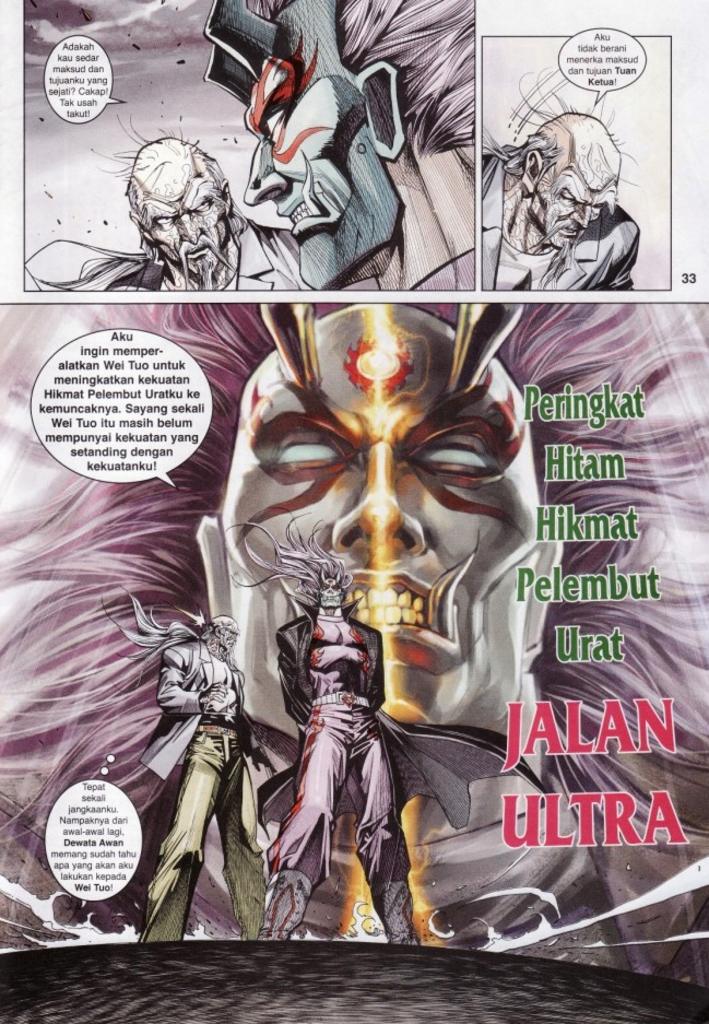 Adakah
kau sedar
maksud dan
tujuanku yang
sejati? Cakap!
Tak usah
takut!
Aku
tidak berani
menerka maksud
dan tujuan Tuan
Ketua!
33
Aku
ingin memper-
alatkan Wei Tuo untuk
meningkatkan kekuatan
Hikmat Pelembut Uratku ke
kemuncaknya. Sayang sekali
Wei Tuo itu masih belum
mempunyai kekuatan yang
setanding dengan
kekuatanku!
Peringkat
Hitam
Hikmat
Pelembut
Urat
JALAN
ULTRA
Tepat
sekali
jangkaanku.
Nampaknya dari
awal-awal lagi,
Dewata Awan
memang sudah tahu
apa yang akan aku
lakukan kepada
Wei Tuo!